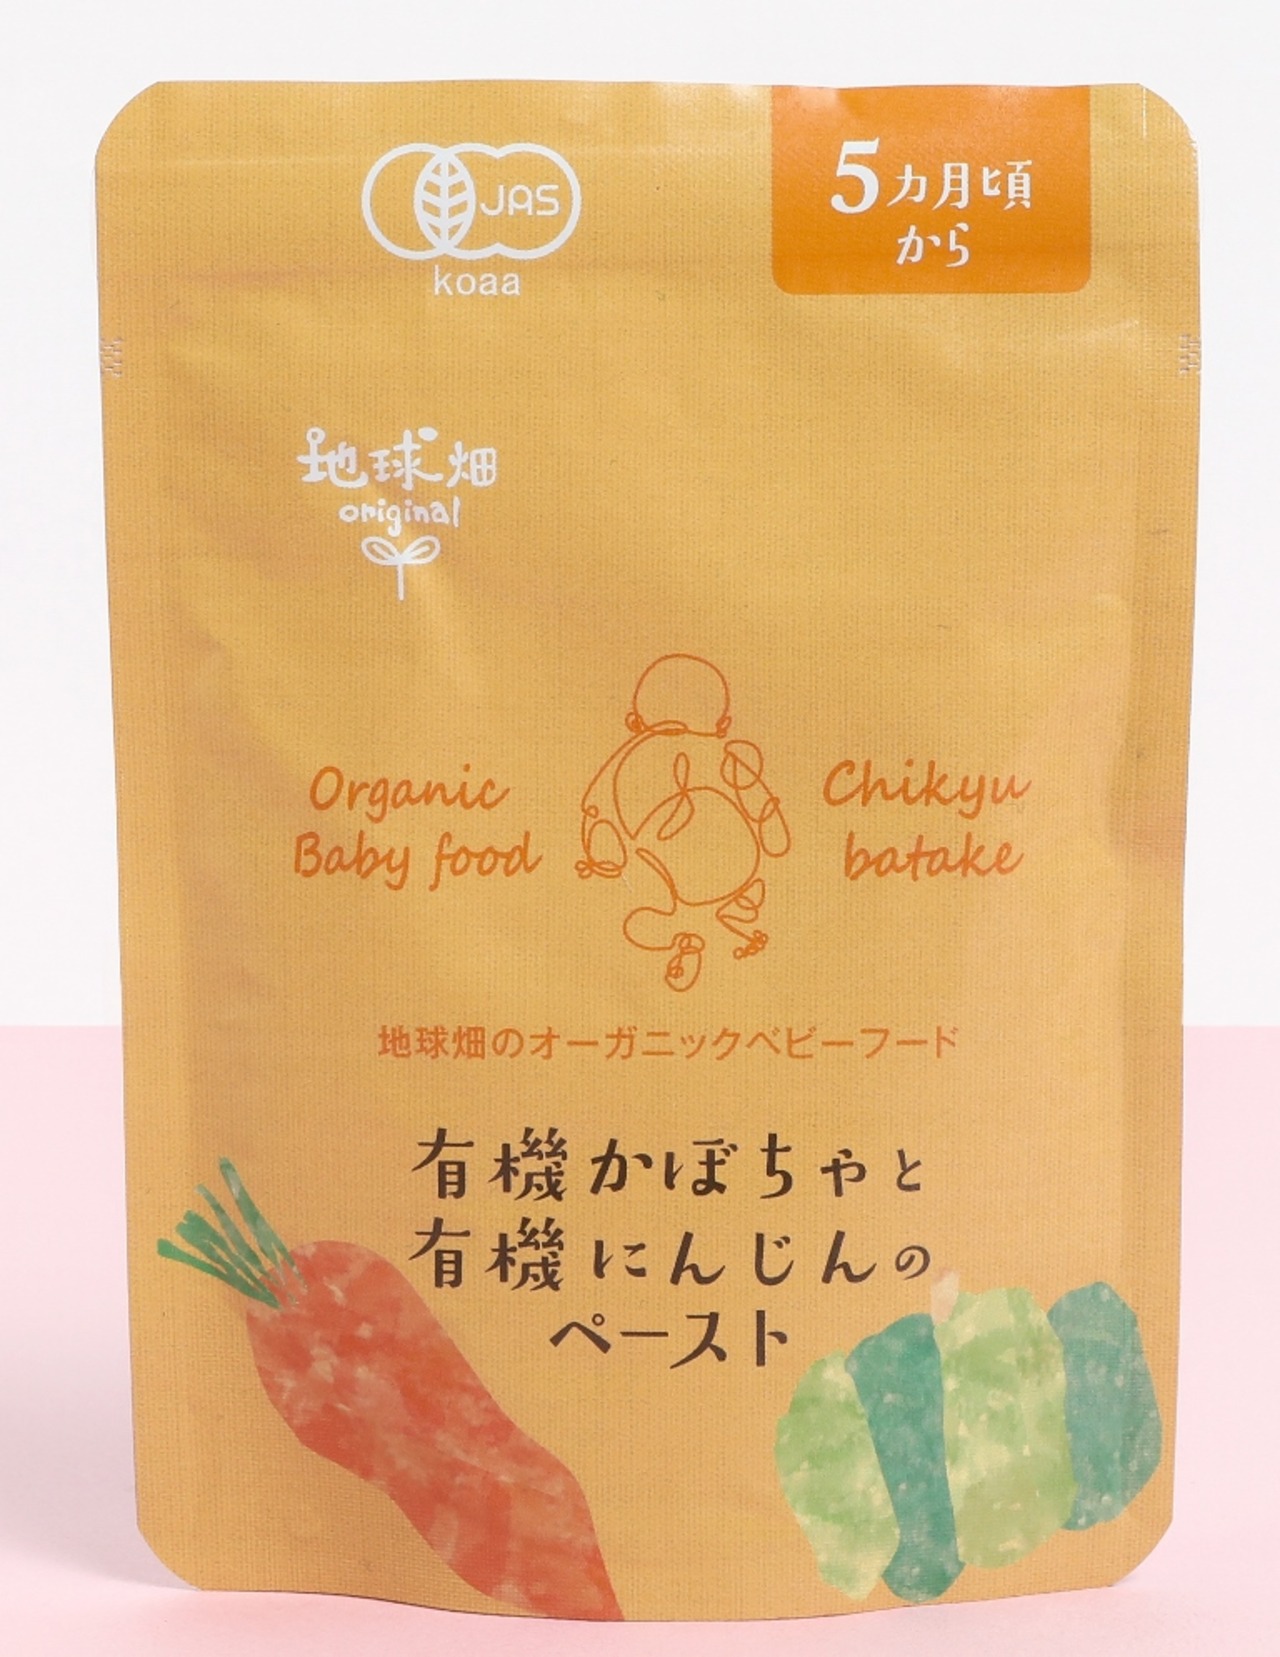 JAS
koaa
5カ月頃
から
地球畑
original
Organic
Baby food
Chikyu
batake
地球畑のオーガニックベビーフード
有機かぼちゃと
有機にんじんの
ペースト